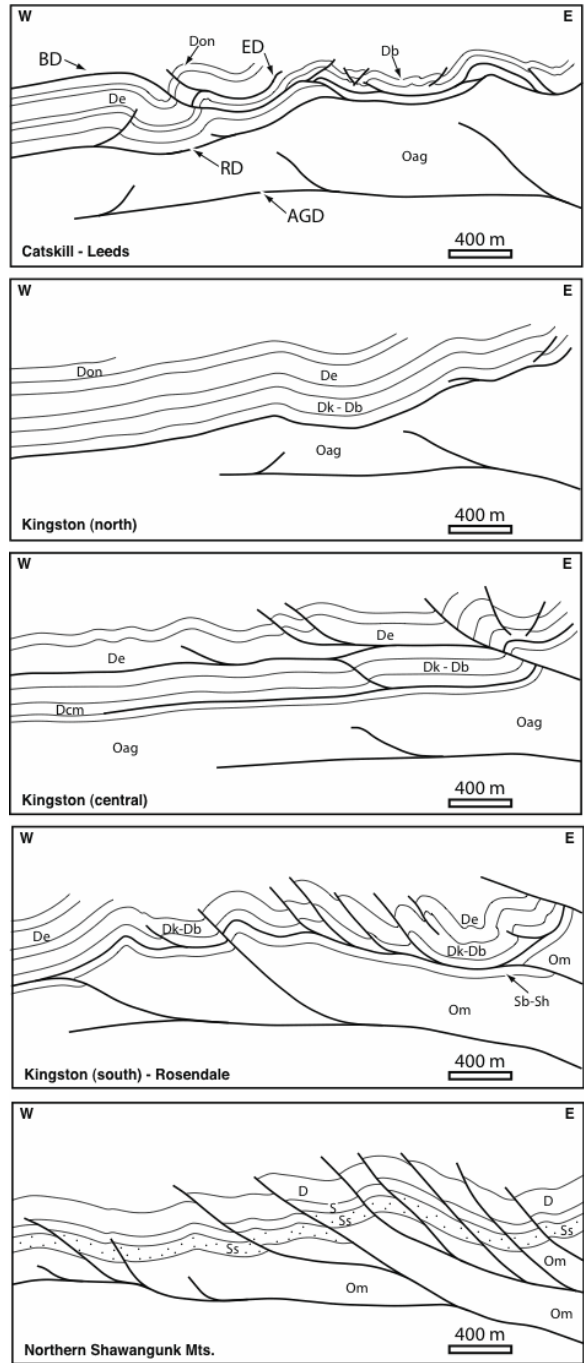 W E
BD Don ED Db
De
RD Oag
AGD
400 m
Catskill - Leeds
W E
Don De
Dk - Db
Oag
400 m
Kingston (north)
W E
De De
Dk - Db
Dcm
Oag Oag
400 m
Kingston (central)
W E
De Dk-Db De
Dk-Db
Om
Om Sb-Sh
400 m
Kingston (south) - Rosendale
W E
D D
S
Ss Ss
Ss
Om Om
Om
400 m
Northern Shawangunk Mts.